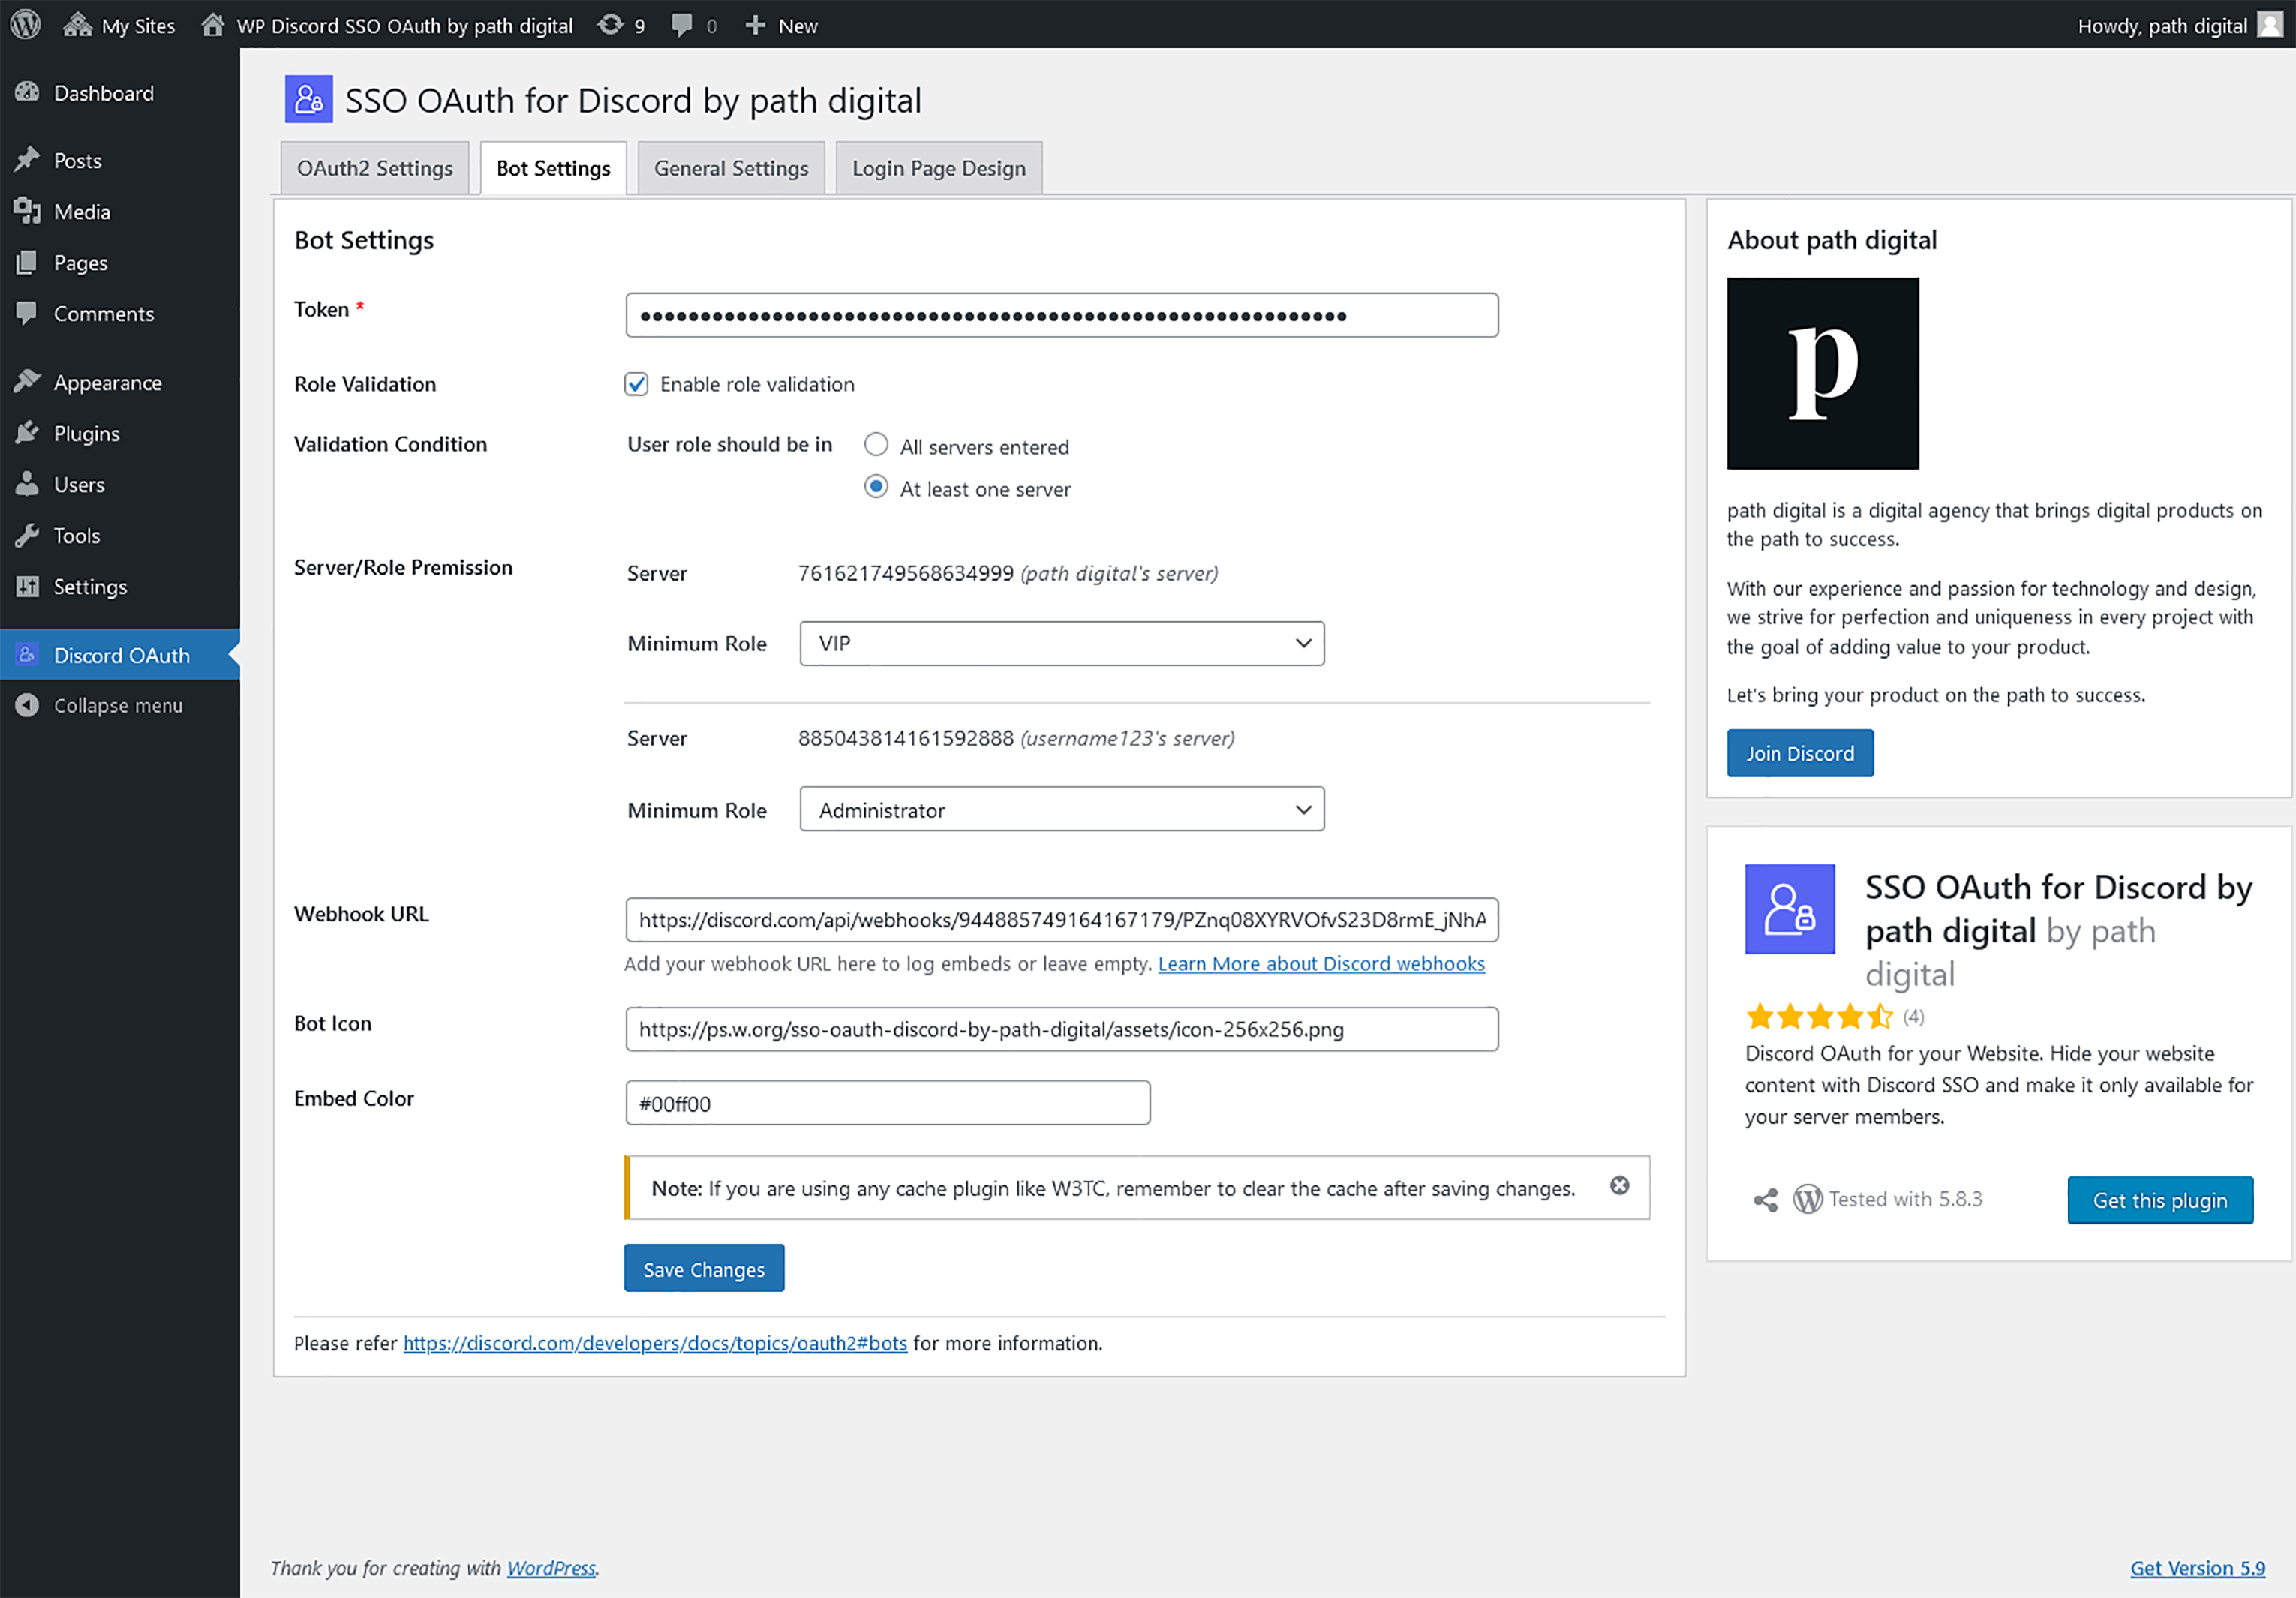 My Sites
WP Discord SSO OAuth by path digital
9
0
New
Howdy, path digital
Dashboard
Posts
Media
Pages
Comments
Appearance
Plugins
Users
Tools
Settings
Discord OAuth
Collapse menu
SSO OAuth for Discord by path digital
OAuth2 Settings
Bot Settings
General Settings
Login Page Design
Bot Settings
Token *
Role Validation
Enable role validation
Validation Condition
User role should be in
All servers entered
At least one server
Server/Role Premission
Server
761621749568634999 (path digital's server)
Minimum Role
VIP
Server
885043814161592888 (username123's server)
Minimum Role
Administrator
Webhook URL
https://discord.com/api/webhooks/944885749164167179/PZnq08XYRVOfvS23D8rmE_jNhA
Add your webhook URL here to log embeds or leave empty. Learn More about Discord webhooks
Bot Icon
https://ps.w.org/sso-oauth-discord-by-path-digital/assets/icon-256x256.png
Embed Color
#00ff00
Note: If you are using any cache plugin like W3TC, remember to clear the cache after saving changes.
Save Changes
Please refer https://discord.com/developers/docs/topics/oauth2#bots for more information.
About path digital
p
path digital is a digital agency that brings digital products on
the path to success.
With our experience and passion for technology and design,
we strive for perfection and uniqueness in every project with
the goal of adding value to your product.
Let's bring your product on the path to success.
Join Discord
SSO OAuth for Discord by
path digital by path
digital
(4)
Discord OAuth for your Website. Hide your website
content with Discord SSO and make it only available for
your server members.
Tested with 5.8.3
Get this plugin
Thank you for creating with WordPress.
Get Version 5.9